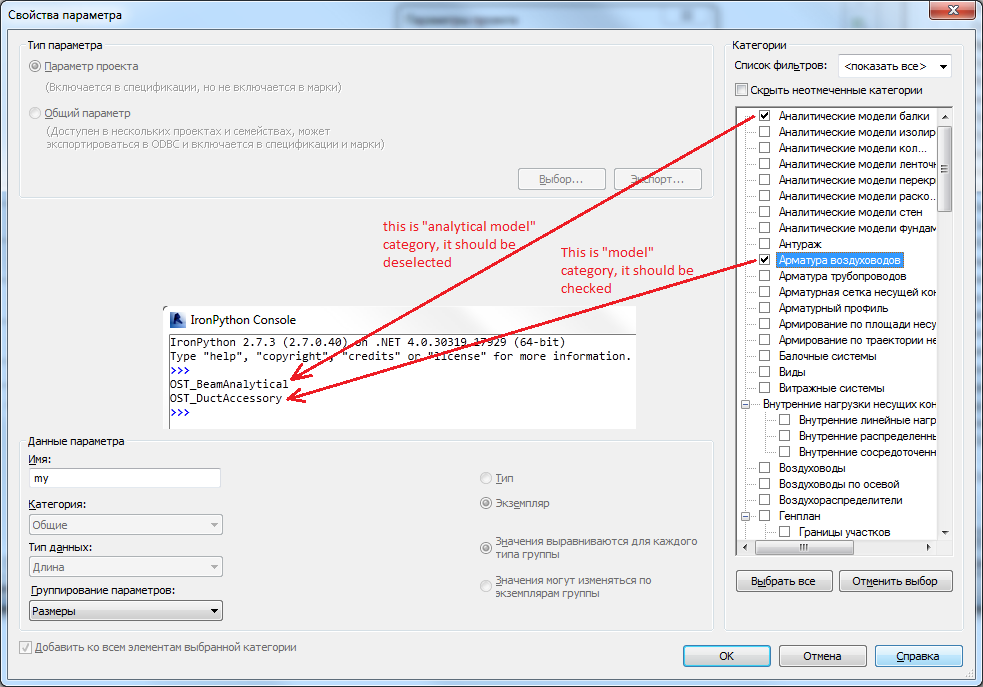 Свойства параметра
Тип параметра
Параметр проекта
(Включается в спецификации, но не включается в марки)
Общий параметр
(Доступен в нескольких проектах и семействах, может
экспортироваться в ODBC и включается в спецификации и марки)
Выбор...
Экспорт...
this is "analytical model"
category, it should be
deselected
This is "model"
category, it should be
checked
IronPython Console
IronPython 2.7.3 (2.7.0.40) on .NET 4.0.30319.17929 (64-bit)
Type "help", "copyright", "credits" or "license" for more information.
>>>
OST_BeamAnalytical
OST_DuctAccessory
>>>
Данные параметра
Имя:
my
Категория:
Общие
Тип данных:
Длина
Группирование параметров:
Размеры
Тип
Экземпляр
Значения выравниваются для каждого
типа группы
Значения могут изменяться по
экземплярам группы
Добавить ко всем элементам выбранной категории
Категории
Список фильтров:
<показать все>
Скрыть неотмеченные категории
Аналитические модели балки
Аналитические модели изолир
Аналитические модели кол...
Аналитические модели ленточн
Аналитические модели перекр
Аналитические модели раско...
Аналитические модели стен
Аналитические модели фундам
Антураж
Арматура воздуховодов
Арматура трубопроводов
Арматурная сетка несущей кон
Арматурный профиль
Армирование по площади несу
Армирование по траектории не
Балочные системы
Виды
Витражные системы
Внутренние нагрузки несущих кон
Внутренние линейные нагр
Внутренние распределеннь
Внутренние сосредоточенн
Воздуховоды
Воздуховоды по осевой
Воздухораспределители
Генплан
Границы участков
Выбрать все
Отменить выбор
OK
Отмена
Справка